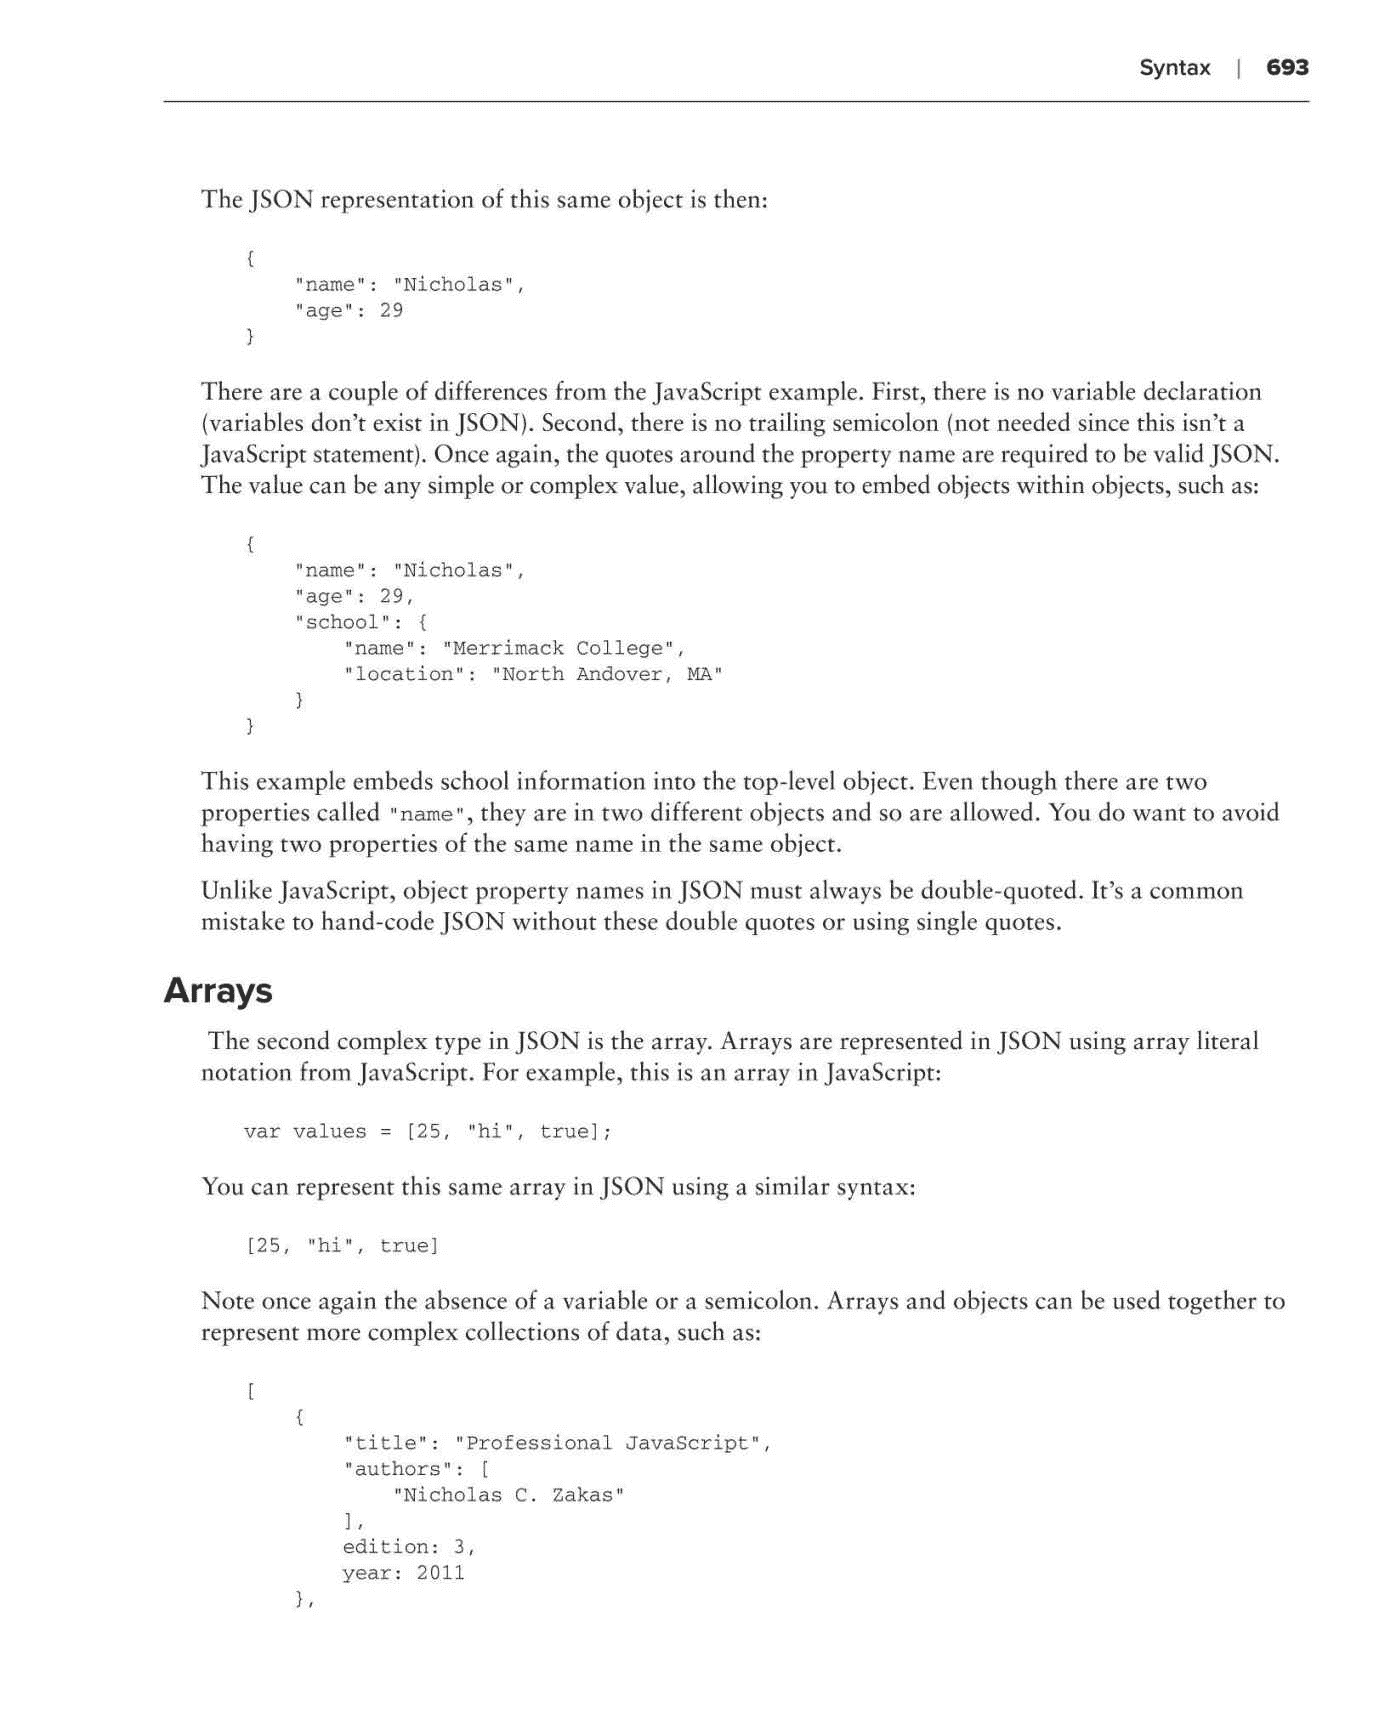 Syntax | 693
The JSON representation of this same object is then:
{
"name": "Nicholas",
"age": 29
}
There are a couple of differences from the JavaScript example. First, there is no variable declaration
(variables don’t exist in JSON). Second, there is no trailing semicolon (not needed since this isn’t a
JavaScript statement). Once again, the quotes around the property name are required to be valid JSON.
The value can be any simple or complex value, allowing you to embed objects within objects, such as:
{
"name": "Nicholas",
"age": 29,
"school": {
"name": "Merrimack College",
"location": "North Andover, MA"
}
}
This example embeds school information into the top-level object. Even though there are two
properties called "name", they are in two different objects and so are allowed. You do want to avoid
having two properties of the same name in the same object.
Unlike JavaScript, object property names in JSON must always be double-quoted. It’s a common
mistake to hand-code JSON without these double quotes or using single quotes.
Arrays
The second complex type in JSON is the array. Arrays are represented in JSON using array literal
notation from JavaScript. For example, this is an array in JavaScript:
var values = [25, "hi", true];
You can represent this same array in JSON using a similar syntax:
[25, "hi", true]
Note once again the absence of a variable or a semicolon. Arrays and objects can be used together to
represent more complex collections of data, such as:
[
{
"title": "Professional JavaScript",
"authors": [
"Nicholas C. Zakas"
],
edition: 3,
year: 2011
},